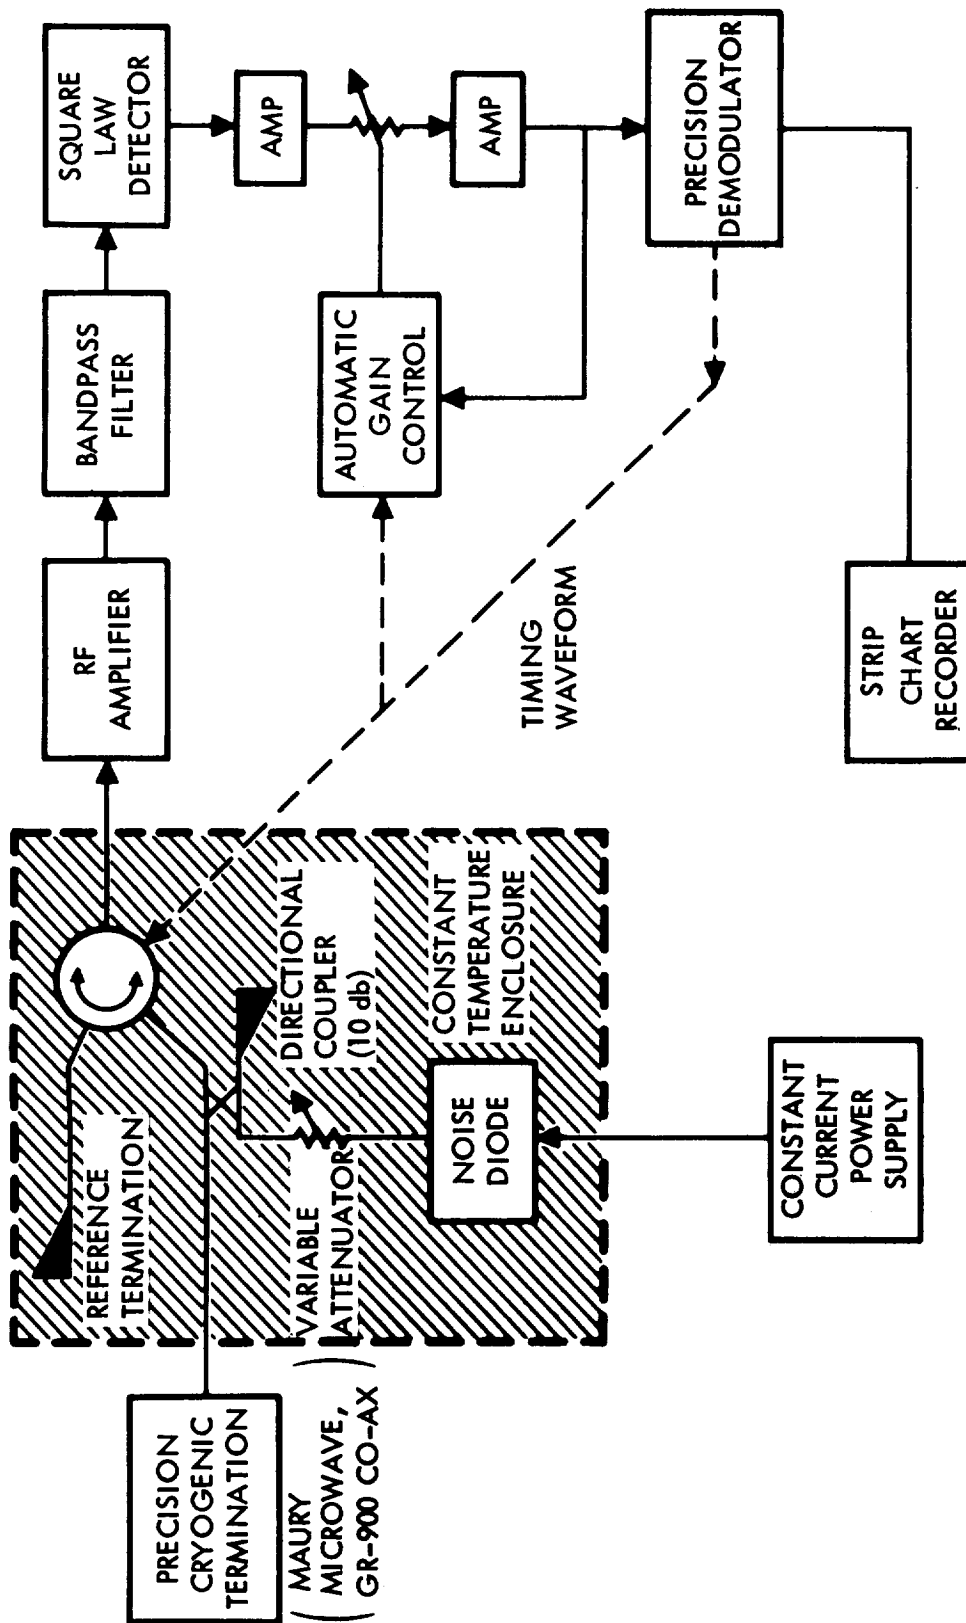 PRECISION
CRYOGENIC
TERMINATION
( MAURY
MICROWAVE,
GR-900 CO-AX )
REFERENCE
TERMINATION
VARIABLE
ATTENUATOR
DIRECTIONAL
COUPLER
(10 db)
NOISE
DIODE
CONSTANT
TEMPERATURE
ENCLOSURE
CONSTANT
CURRENT
POWER
SUPPLY
RF
AMPLIFIER
BANDPASS
FILTER
SQUARE
LAW
DETECTOR
AMP
AMP
AUTOMATIC
GAIN
CONTROL
PRECISION
DEMODULATOR
TIMING
WAVEFORM
STRIP
CHART
RECORDER